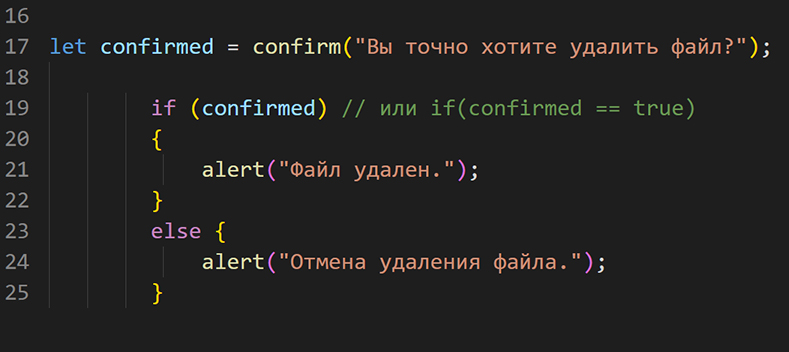 16
17 let confirmed = confirm("Вы точно хотите удалить файл?");
18
19 if (confirmed) // или if(confirmed == true)
20 {
21 alert("Файл удален.");
22 }
23 else {
24 alert("Отмена удаления файла.");
25 }